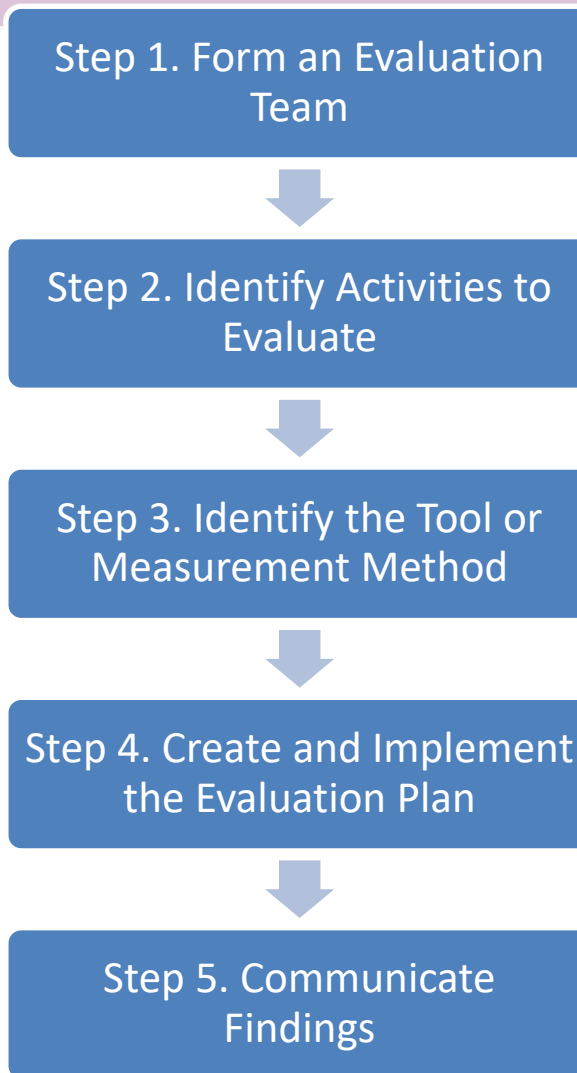 Step 1. Form an Evaluation
Team
Step 2. Identify Activities to
Evaluate
Step 3. Identify the Tool or
Measurement Method
Step 4. Create and Implement
the Evaluation Plan
Step 5. Communicate
Findings